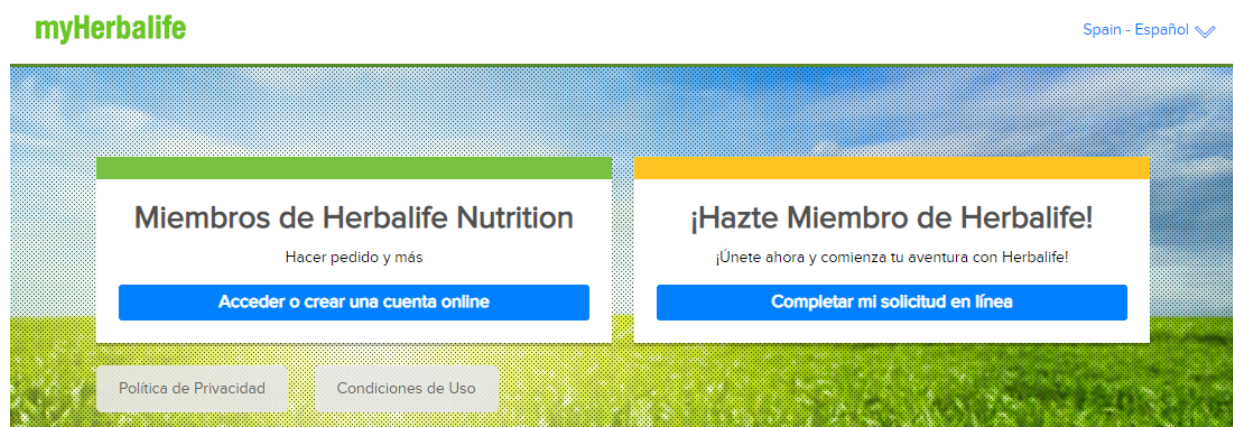 myHerbalife
Spain - Español
Miembros de Herbalife Nutrition
Hacer pedido y más
Acceder o crear una cuenta online
¡Hazte Miembro de Herbalife!
¡Únete ahora y comienza tu aventura con Herbalife!
Completar mi solicitud en línea
Política de Privacidad
Condiciones de Uso